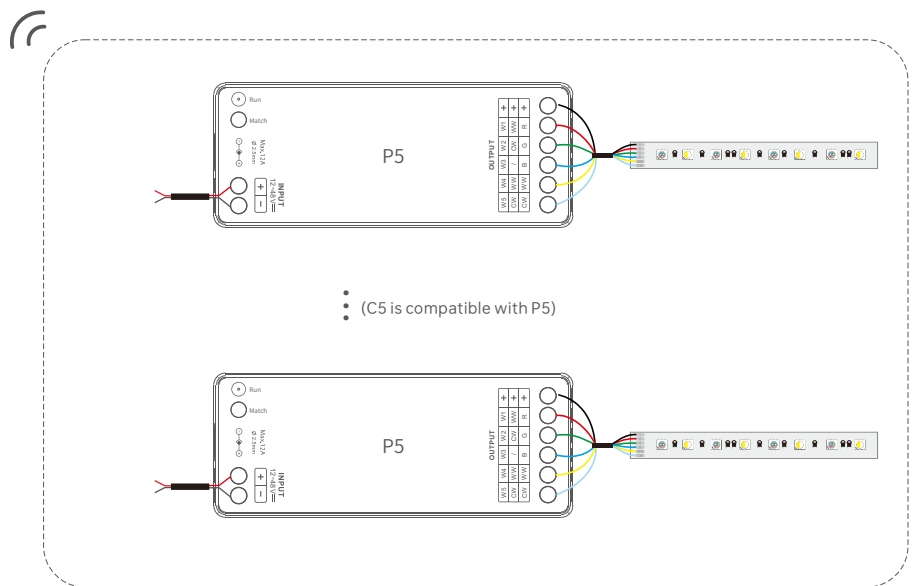 Run
Match
Max,12A
Ø 2.5mm
+
−
INPUT
12~48V
P5
OUTPUT
+ + +
W1 WW R
W2 CW G
W3 / B
W4 WW WW
W5 CW CW
(C5 is compatible with P5)
Run
Match
Max,12A
Ø 2.5mm
+
−
INPUT
12~48V
P5
OUTPUT
+ + +
W1 WW R
W2 CW G
W3 / B
W4 WW WW
W5 CW CW